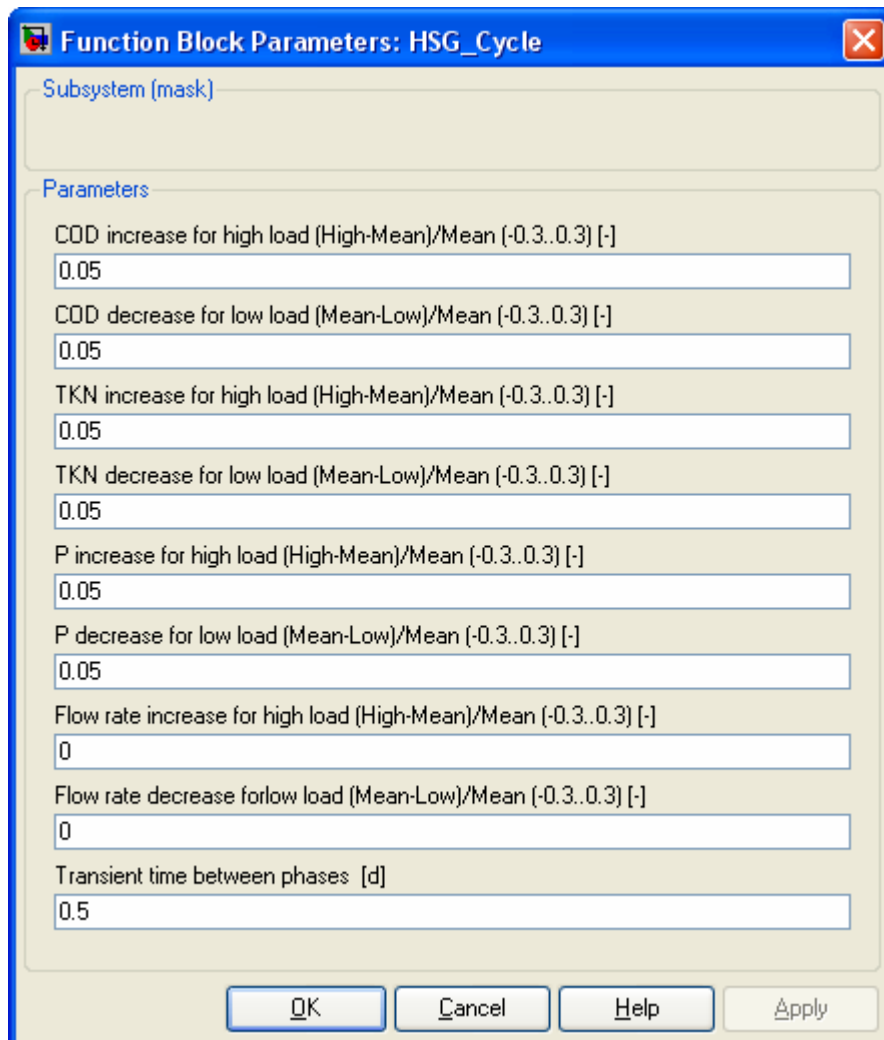 Function Block Parameters: HSG_Cycle
Subsystem (mask)
Parameters
COD increase for high load (High-Mean)/Mean (-0.3..0.3) [-]
0.05
COD decrease for low load (Mean-Low)/Mean (-0.3..0.3) [-]
0.05
TKN increase for high load (High-Mean)/Mean (-0.3..0.3) [-]
0.05
TKN decrease for low load (Mean-Low)/Mean (-0.3..0.3) [-]
0.05
P increase for high load (High-Mean)/Mean (-0.3..0.3) [-]
0.05
P decrease for low load (Mean-Low)/Mean (-0.3..0.3) [-]
0.05
Flow rate increase for high load (High-Mean)/Mean (-0.3..0.3) [-]
0
Flow rate decrease forlow load (Mean-Low)/Mean (-0.3..0.3) [-]
0
Transient time between phases  [d]
0.5
OK Cancel Help Apply